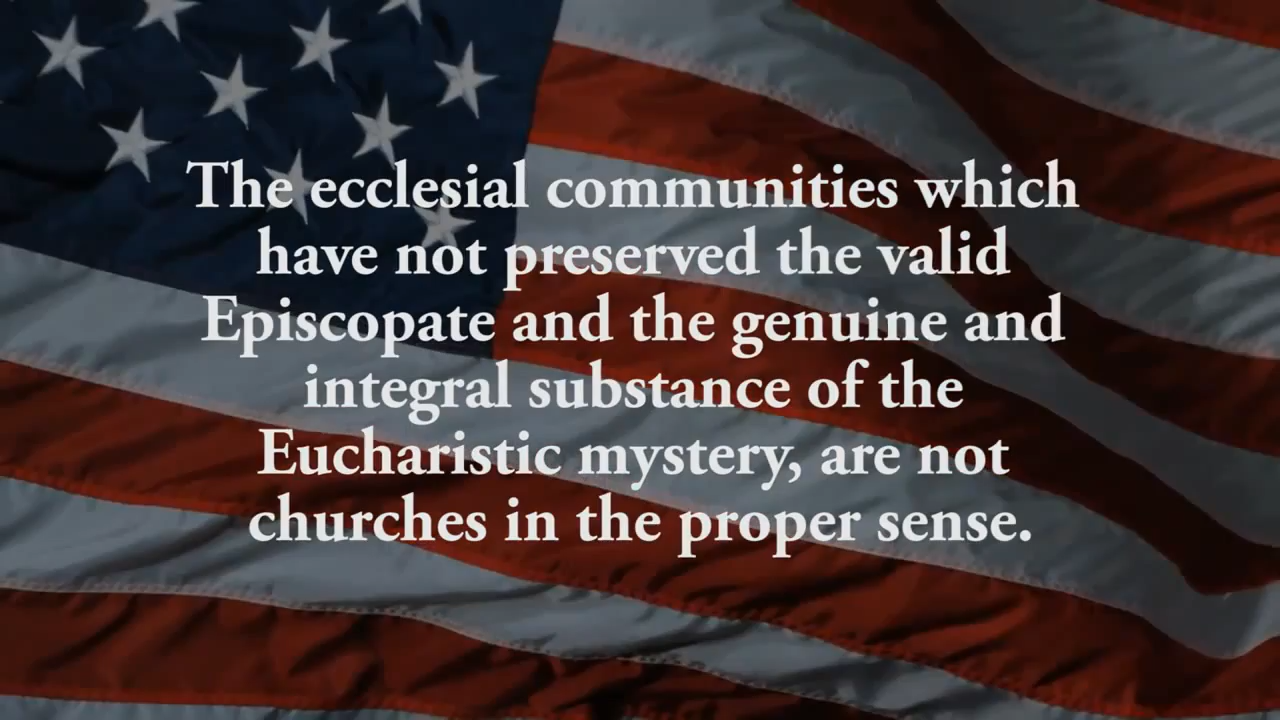 The ecclesial communities which
have not preserved the valid
Episcopate and the genuine and
integral substance of the
Eucharistic mystery, are not
churches in the proper sense.